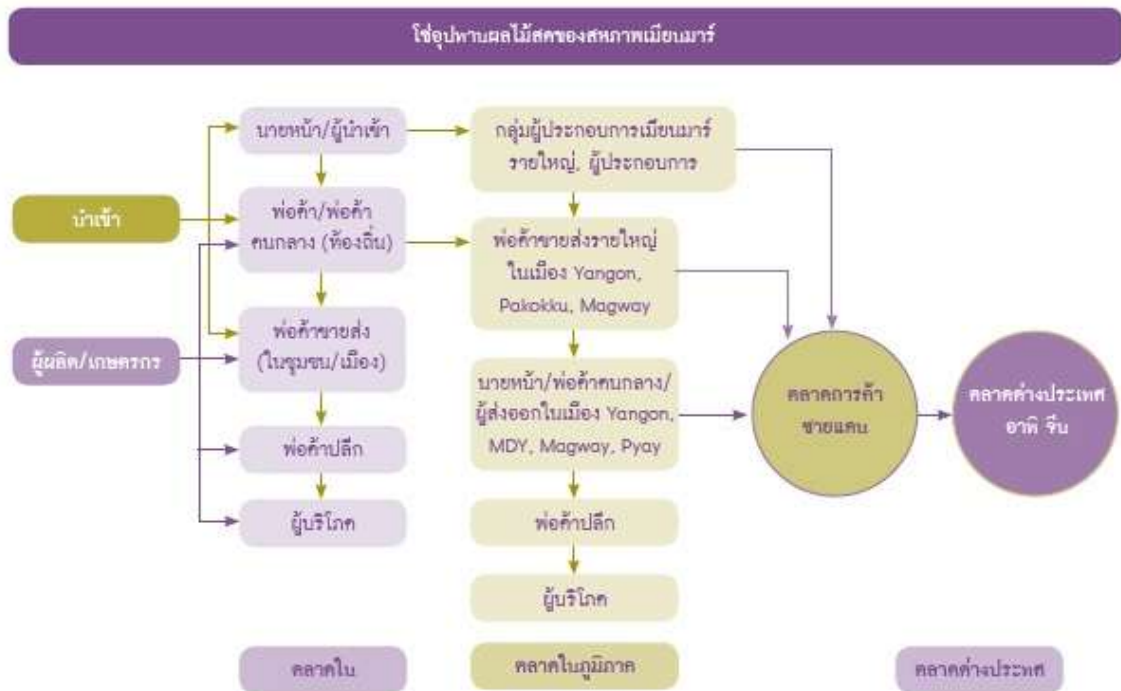 โซ่อุปทานผลไม้สดของสหภาพเมียนมาร์
นายหน้า/ผู้นำเข้า
กลุ่มผู้ประกอบการเมียนมาร์
รายใหญ่, ผู้ประกอบการ
นำเข้า
พ่อค้า/พ่อค้า
คนกลาง (ท้องถิ่น)
พ่อค้าขายส่งรายใหญ่
ในเมือง Yangon,
Pakokku, Magway
ผู้ผลิต/เกษตรกร
พ่อค้าขายส่ง
(ในชุมชน/เมือง)
นายหน้า/พ่อค้าคนกลาง/
ผู้ส่งออกในเมือง Yangon,
MDY, Magway, Pyay
ตลาดการค้า
ชายแดน
ตลาดต่างประเทศ
อาทิ จีน
พ่อค้าปลีก
พ่อค้าปลีก
ผู้บริโภค
ผู้บริโภค
ตลาดใน
ตลาดในภูมิภาค
ตลาดต่างประเทศ